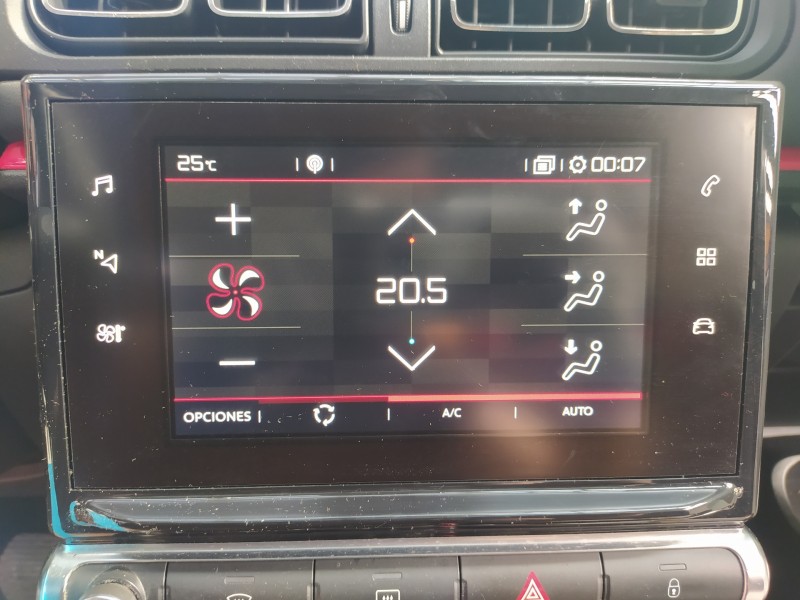 25℃ 00:07
N
20.5
OPCIONES A/C AUTO